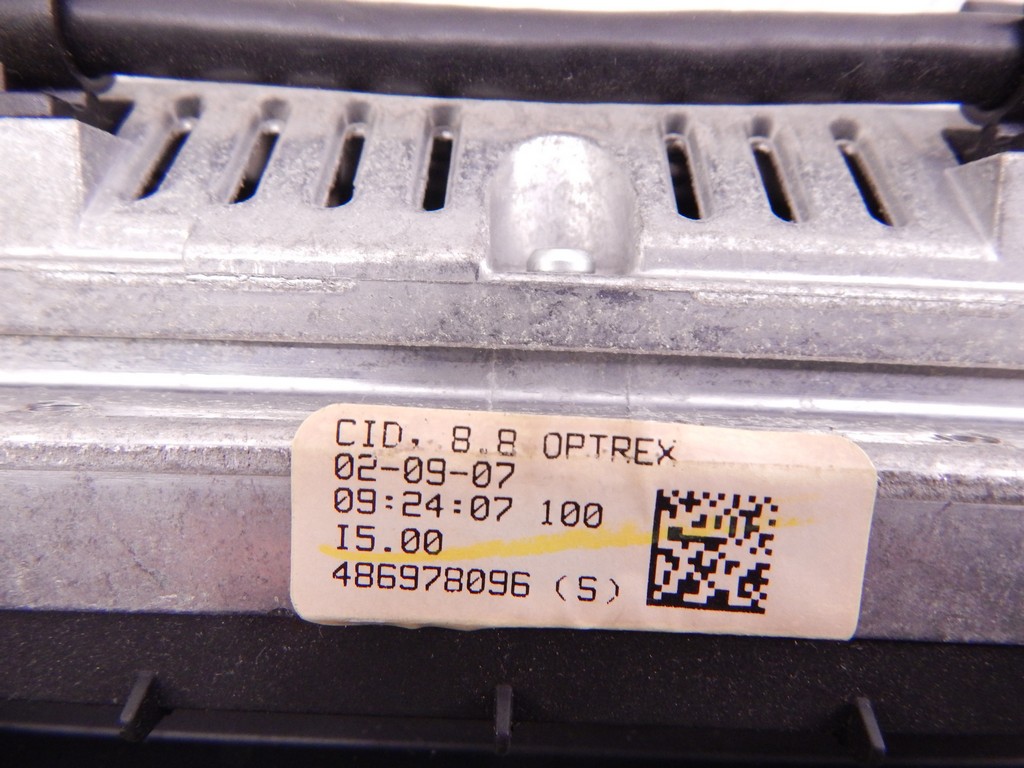 CID. 8.8 OPTREX
02-09-07
09:24:07 100
I5.00
486978096 (S)